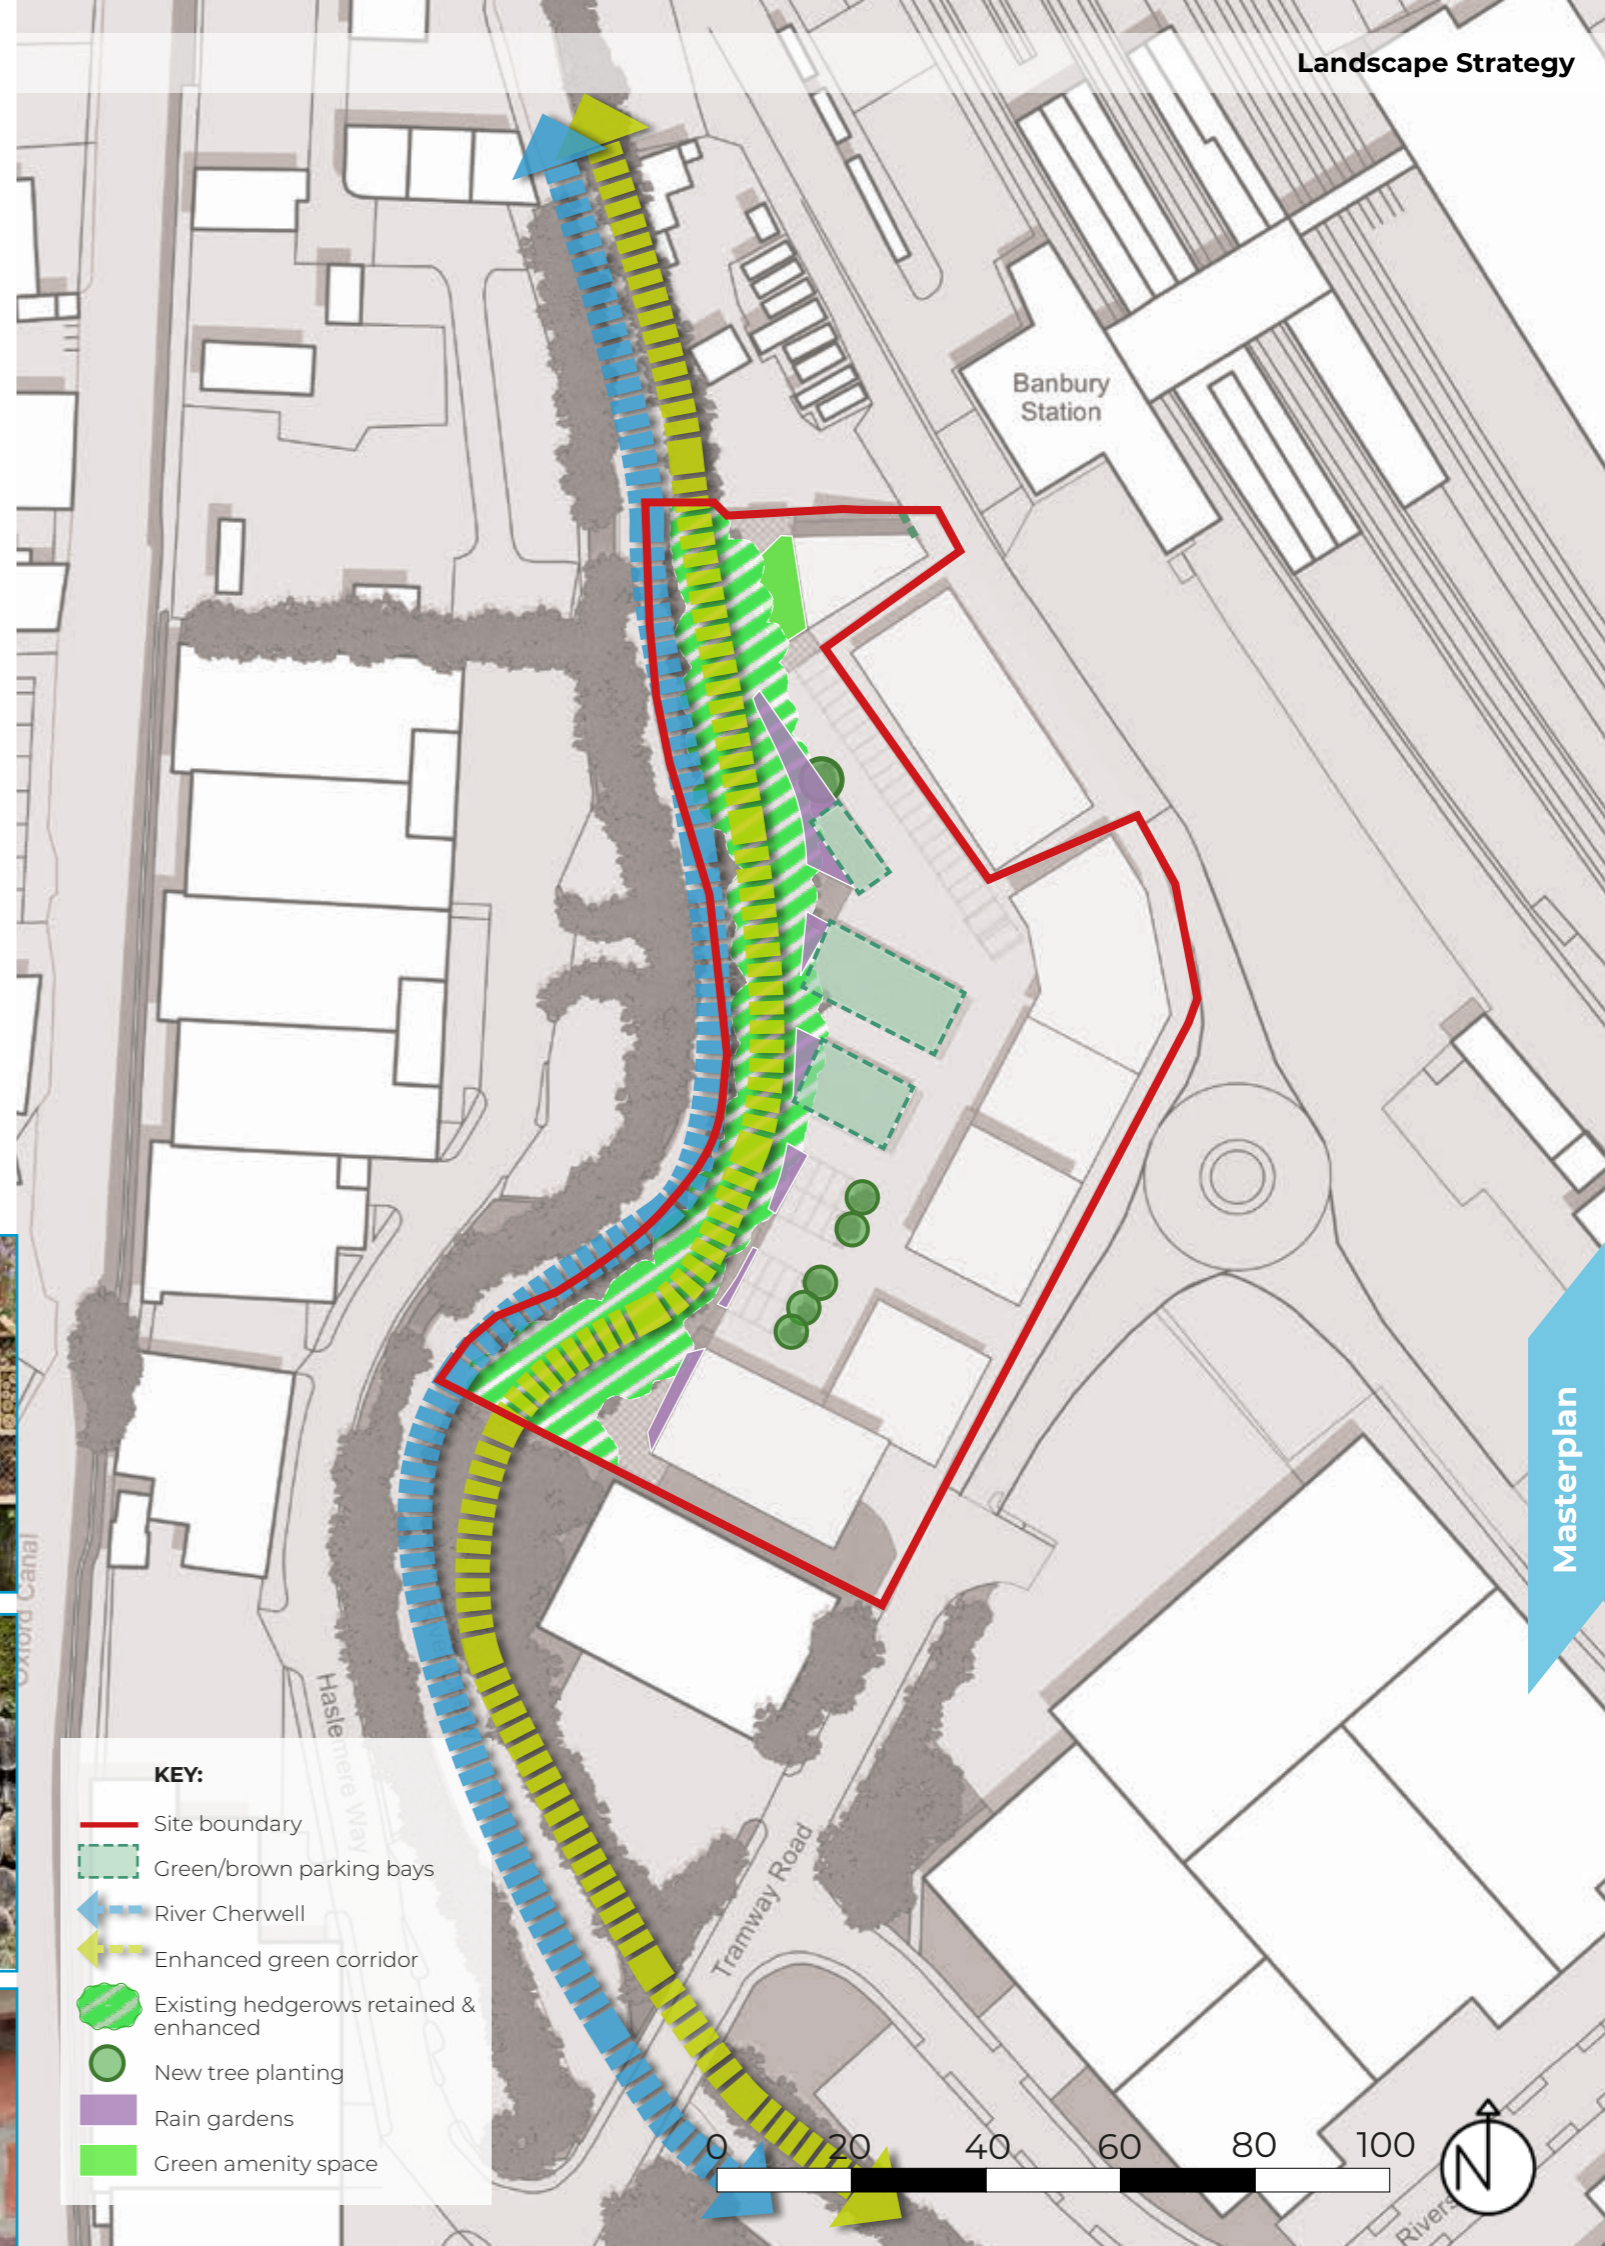 Landscape Strategy
Banbury
Station
Masterplan
Oxford Canal
Haslemere Way
Tramway Road
KEY:
Site boundary
Green/brown parking bays
River Cherwell
Enhanced green corridor
Existing hedgerows retained &
enhanced
New tree planting
Rain gardens
Green amenity space
0 20 40 60 80 100
N